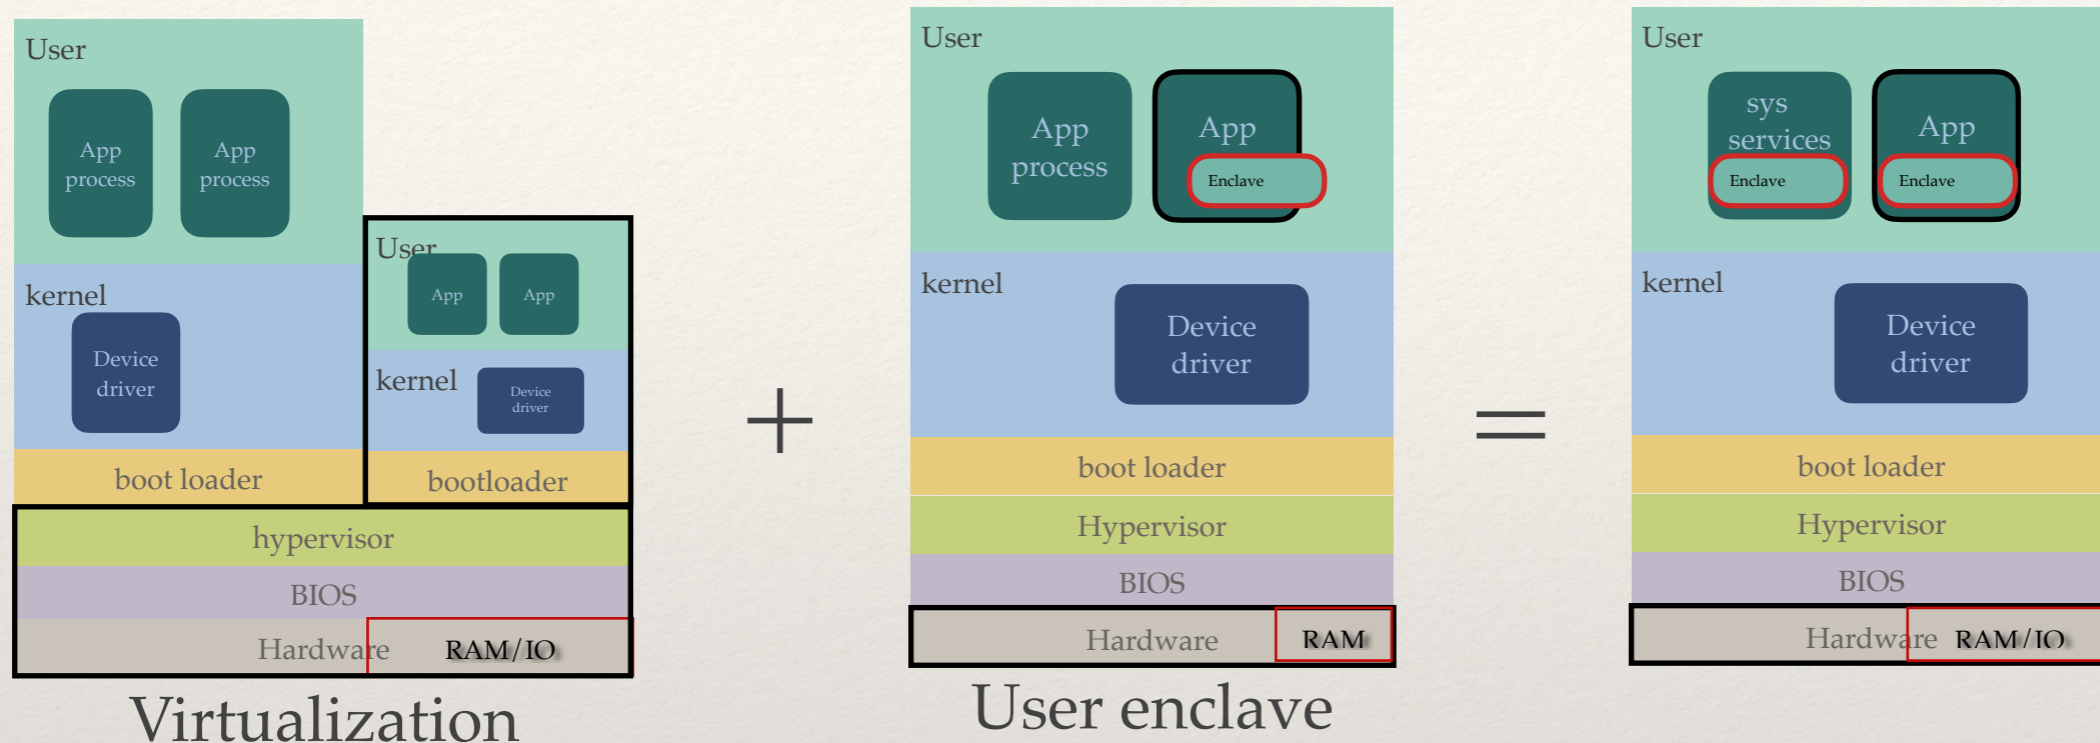 User
App
process
App
process
kernel
Device
driver
boot loader
User
App
App
kernel
Device
driver
bootloader
hypervisor
BIOS
Hardware
RAM/IO
Virtualization
+
User
App
process
App
Enclave
kernel
Device
driver
boot loader
Hypervisor
BIOS
Hardware
RAM
User enclave
=
User
sys
services
Enclave
App
Enclave
kernel
Device
driver
boot loader
Hypervisor
BIOS
Hardware
RAM/IO